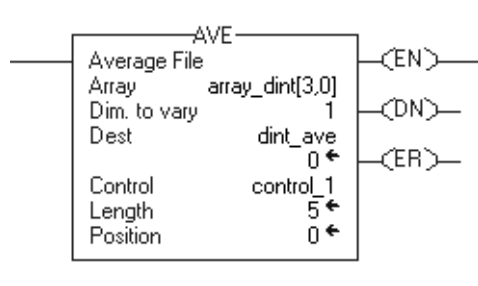 AVE
Average File
Array array_dint[3,0]
Dim. to vary 1
Dest dint_ave
0
Control control_1
Length 5
Position 0
EN
DN
ER